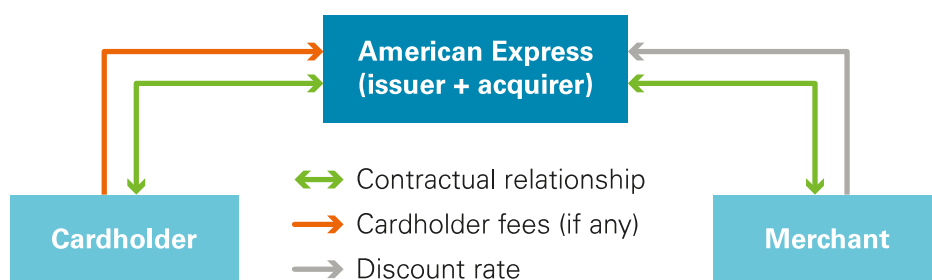 American Express
(issuer + acquirer)
Contractual relationship
Cardholder fees (if any)
Discount rate
Cardholder
Merchant